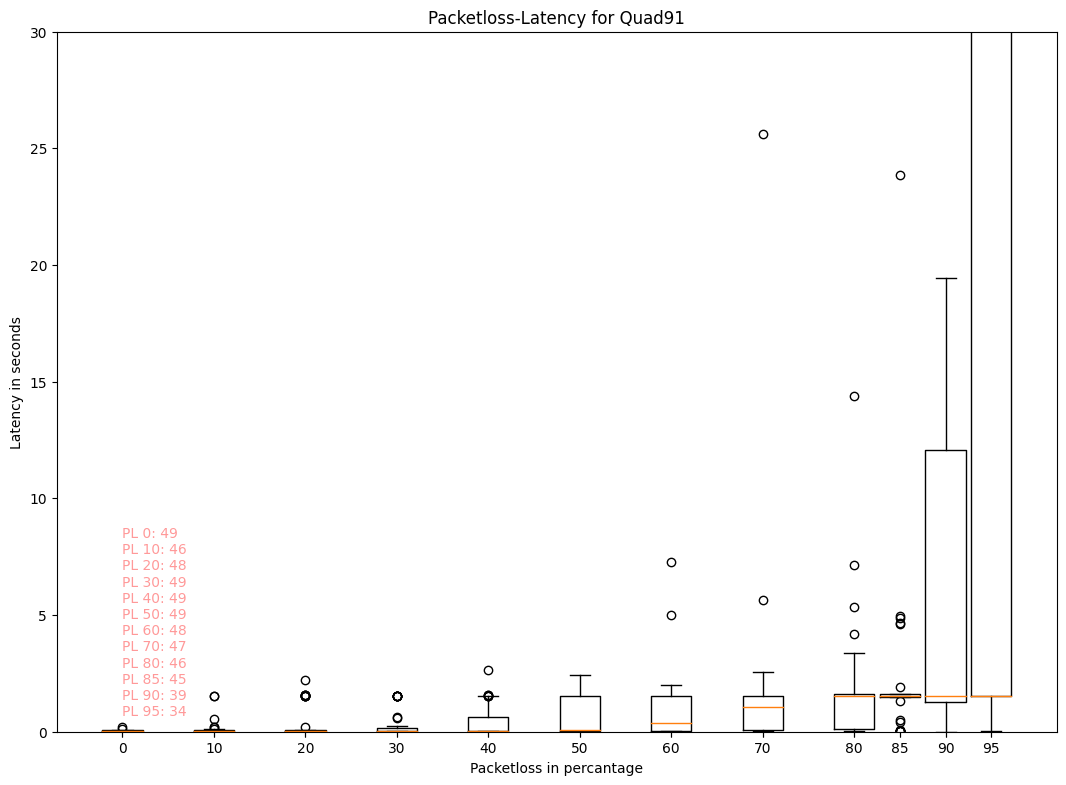 Packetloss-Latency for Quad91
30
25
20
15
10
5
0
Latency in seconds
PL 0: 49
PL 10: 46
PL 20: 48
PL 30: 49
PL 40: 49
PL 50: 49
PL 60: 48
PL 70: 47
PL 80: 46
PL 85: 45
PL 90: 39
PL 95: 34
0 10 20 30 40 50 60 70 80 85 90 95
Packetloss in percantage